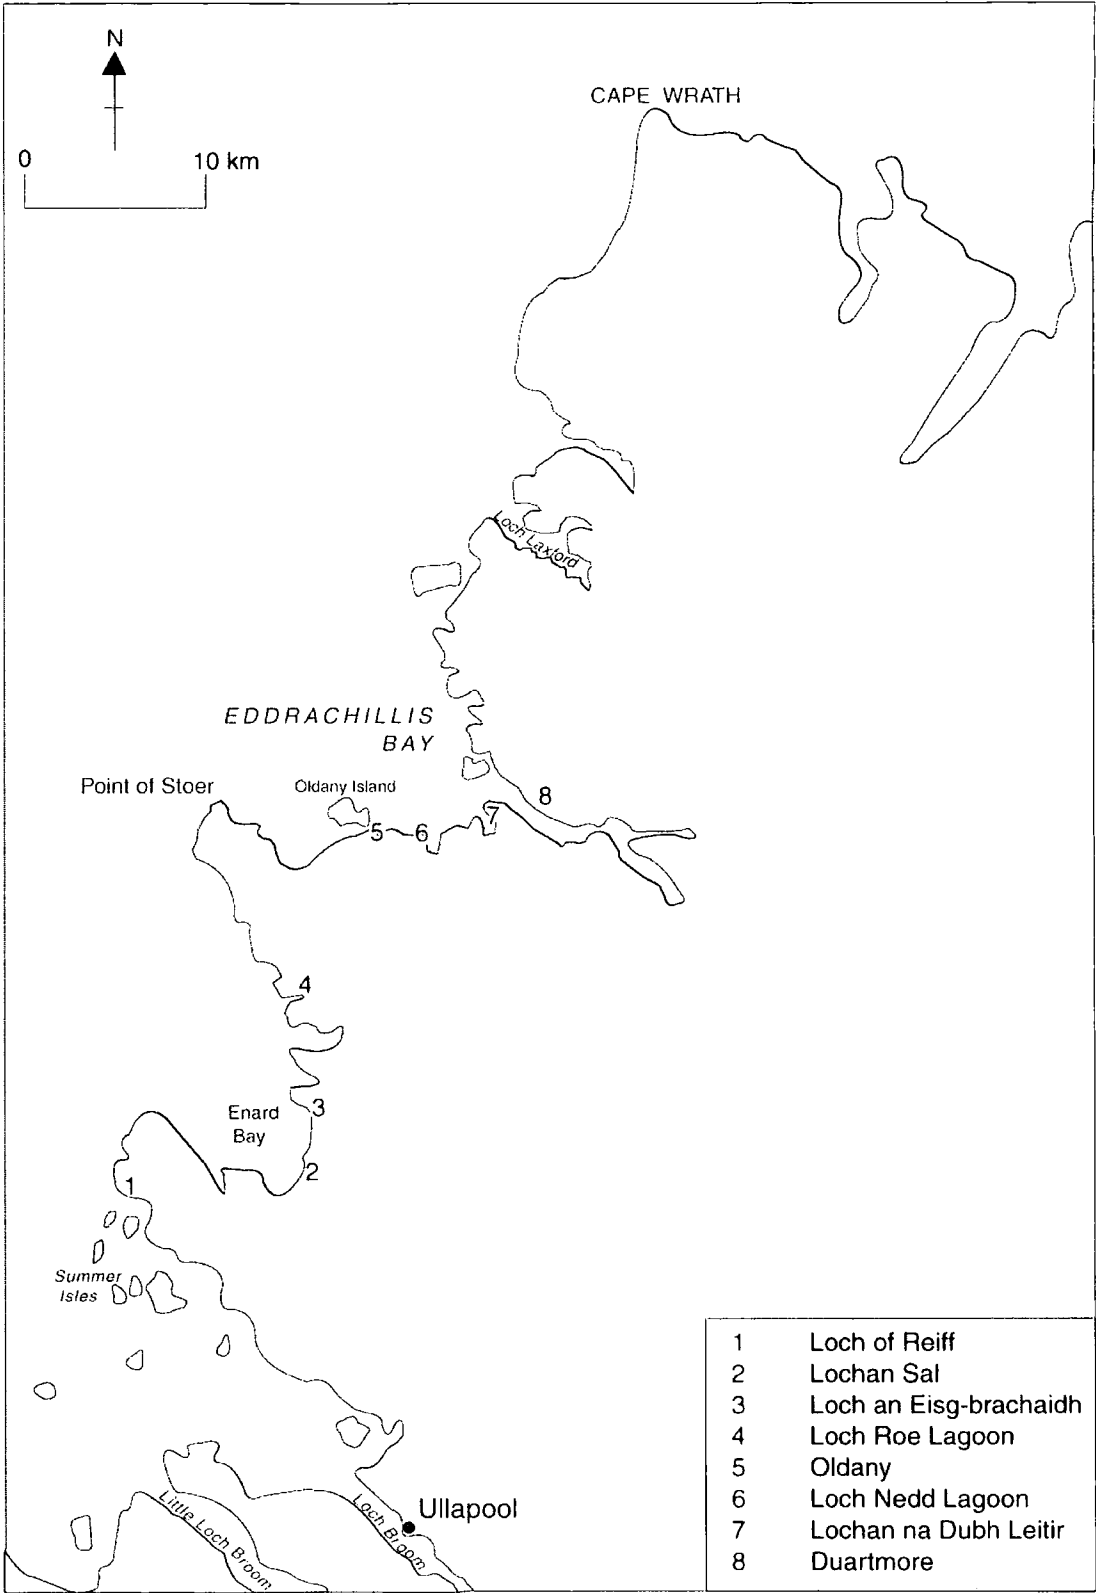 N
0 10 km
CAPE WRATH
Loch Laxford
EDDRACHILLIS
BAY
Point of Stoer
Oldany Island
8
7
5
6
4
Enard
Bay
3
2
1
Summer
Isles
Little Loch Broom
Loch Broom
Ullapool
1 Loch of Reiff
2 Lochan Sal
3 Loch an Eisg-brachaidh
4 Loch Roe Lagoon
5 Oldany
6 Loch Nedd Lagoon
7 Lochan na Dubh Leitir
8 Duartmore